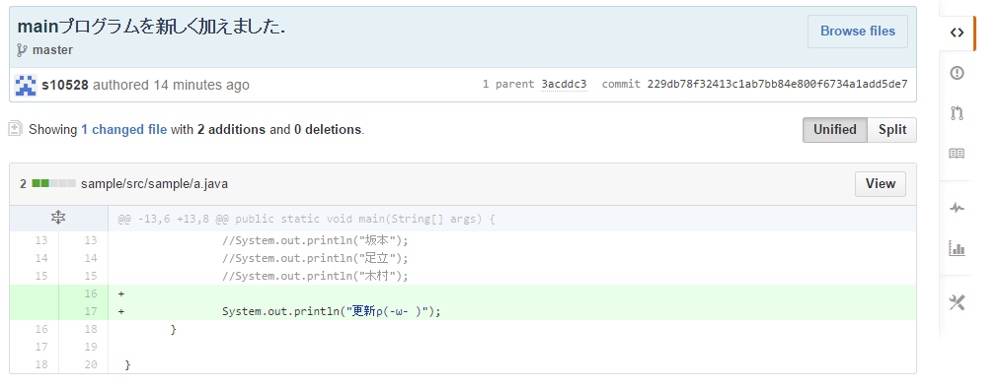 mainプログラムを新しく加えました.
Browse files
master
s10528 authored 14 minutes ago 1 parent 3acddc3 commit 229db78f32413c1ab7bb84e800f6734a1add5de7
Showing 1 changed file with 2 additions and 0 deletions.
Unified Split
2 sample/src/sample/a.java View
@@ -13,6 +13,8 @@ public static void main(String[] args) {
13 13 //System.out.println("坂本");
14 14 //System.out.println("足立");
15 15 //System.out.println("木村");
16 +
17 + System.out.println("更新ρ(-ω- )");
16 18 }
17 19
18 20 }